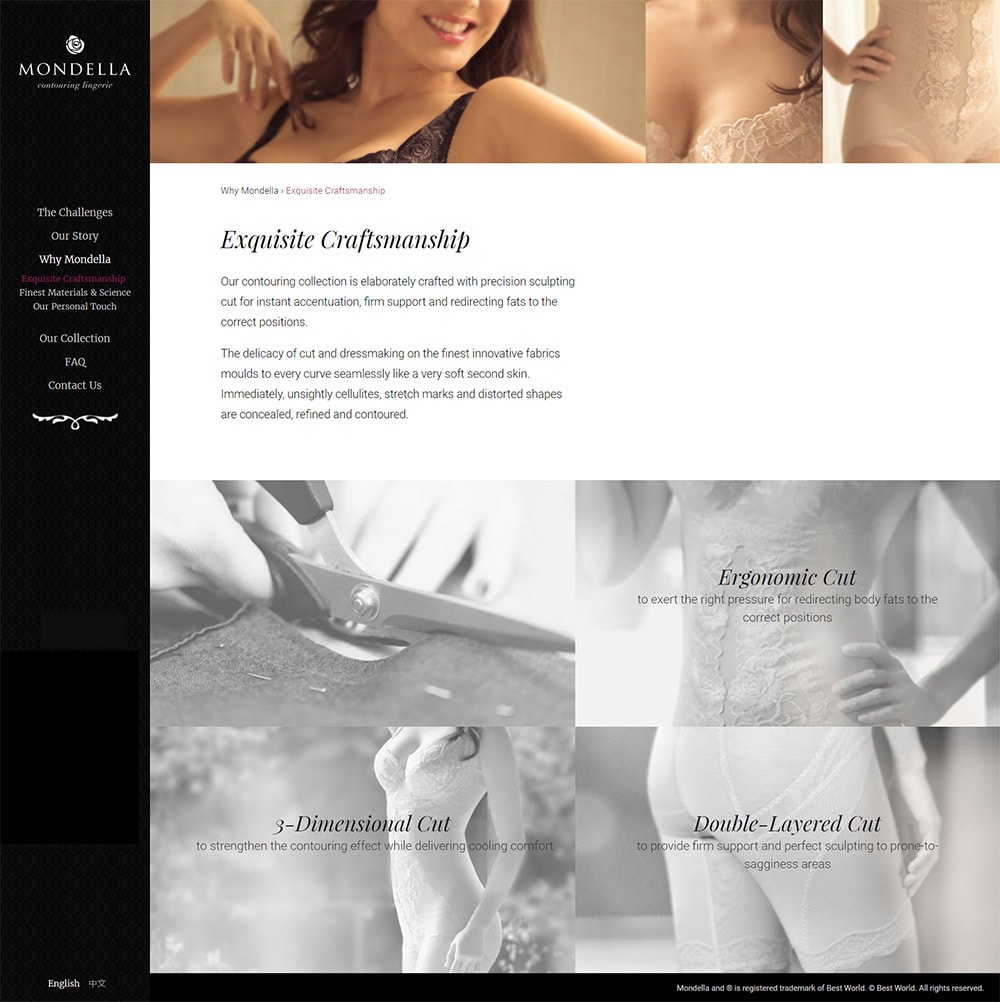 MONDELLA
contouring lingerie
The Challenges
Our Story
Why Mondella
Exquisite Craftsmanship
Finest Materials & Science
Our Personal Touch
Our Collection
FAQ
Contact Us
English 中文
Why Mondella › Exquisite Craftsmanship
Exquisite Craftsmanship
Our contouring collection is elaborately crafted with precision sculpting
cut for instant accentuation, firm support and redirecting fats to the
correct positions.
The delicacy of cut and dressmaking on the finest innovative fabrics
moulds to every curve seamlessly like a very soft second skin.
Immediately, unsightly cellulites, stretch marks and distorted shapes
are concealed, refined and contoured.
Ergonomic Cut
to exert the right pressure for redirecting body fats to the
correct positions
3-Dimensional Cut
to strengthen the contouring effect while delivering cooling comfort
Double-Layered Cut
to provide firm support and perfect sculpting to prone-to-
sagginess areas
Mondella and ® is registered trademark of Best World. © Best World. All rights reserved.